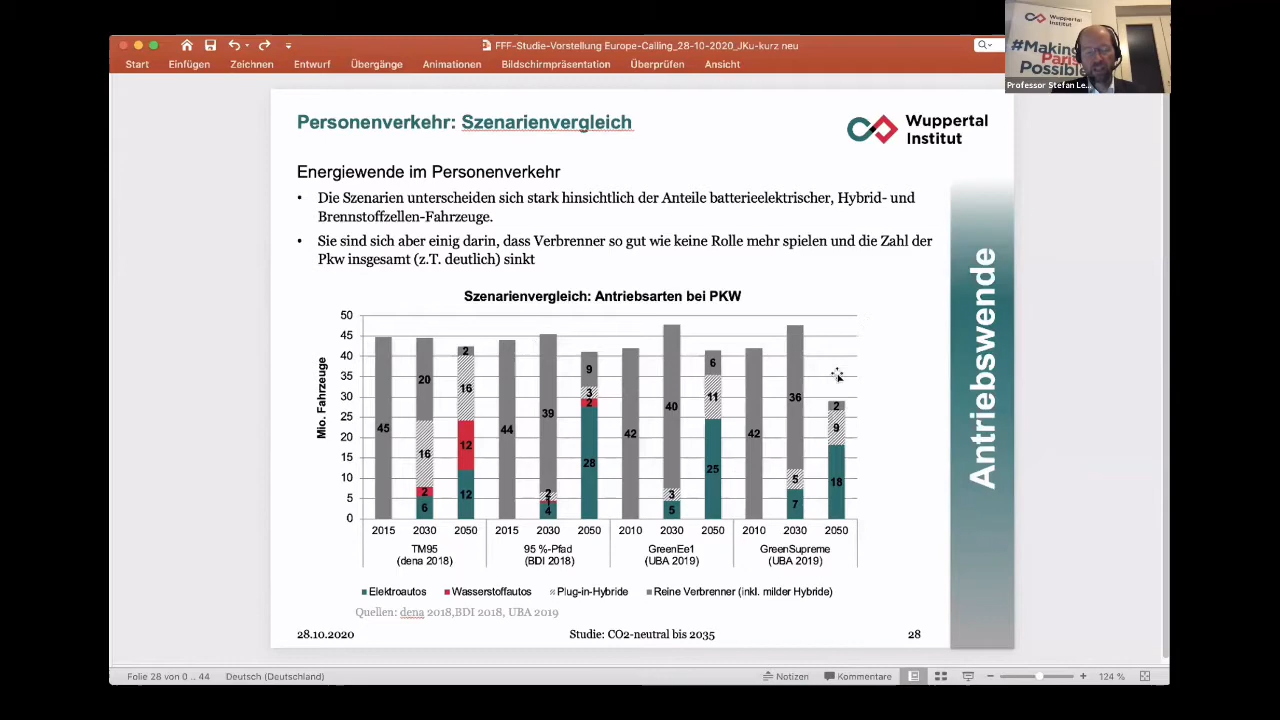 Wuppertal
Institut
#Making
Paris
Possible
Professor Stefan Le...
FFF-Studie-Vorstellung Europe-Calling_28-10-2020_JKu-kurz neu
Start Einfügen Zeichnen Entwurf Übergänge Animationen Bildschirmpräsentation Überprüfen Ansicht
Personenverkehr: Szenarienvergleich
Wuppertal
Institut
Energiewende im Personenverkehr
• Die Szenarien unterscheiden sich stark hinsichtlich der Anteile batterieelektrischer, Hybrid- und
Brennstoffzellen-Fahrzeuge.
• Sie sind sich aber einig darin, dass Verbrenner so gut wie keine Rolle mehr spielen und die Zahl der
Pkw insgesamt (z.T. deutlich) sinkt
Antriebswende
Szenarienvergleich: Antriebsarten bei PKW
Mio. Fahrzeuge
50
45
40
35
30
25
20
15
10
5
0
45
20
16
2
6
2
16
12
12
44
39
2
1
4
9
3
2
28
42
40
3
5
6
11
25
42
36
5
7
2
9
18
2015 2030 2050 2015 2030 2050 2010 2030 2050 2010 2030 2050
TM95 95 %-Pfad GreenEe1 GreenSupreme
(dena 2018) (BDI 2018) (UBA 2019) (UBA 2019)
Elektroautos Wasserstoffautos Plug-in-Hybride Reine Verbrenner (inkl. milder Hybride)
Quellen: dena 2018,BDI 2018, UBA 2019
28.10.2020 Studie: CO2-neutral bis 2035 28
Folie 28 von 0 .. 44 Deutsch (Deutschland) Notizen Kommentare 124 %